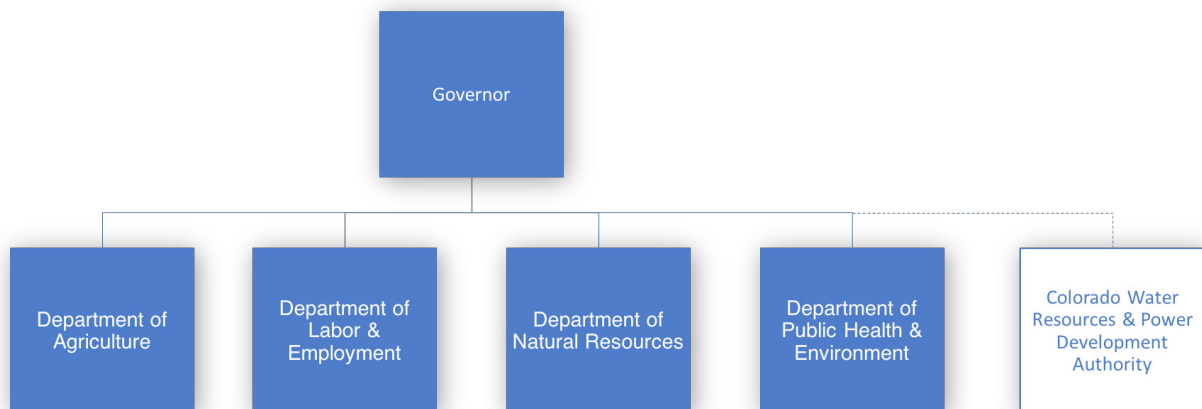 Governor
Department of
Agriculture
Department of
Labor &
Employment
Department of
Natural Resources
Department of
Public Health &
Environment
Colorado Water
Resources & Power
Development
Authority